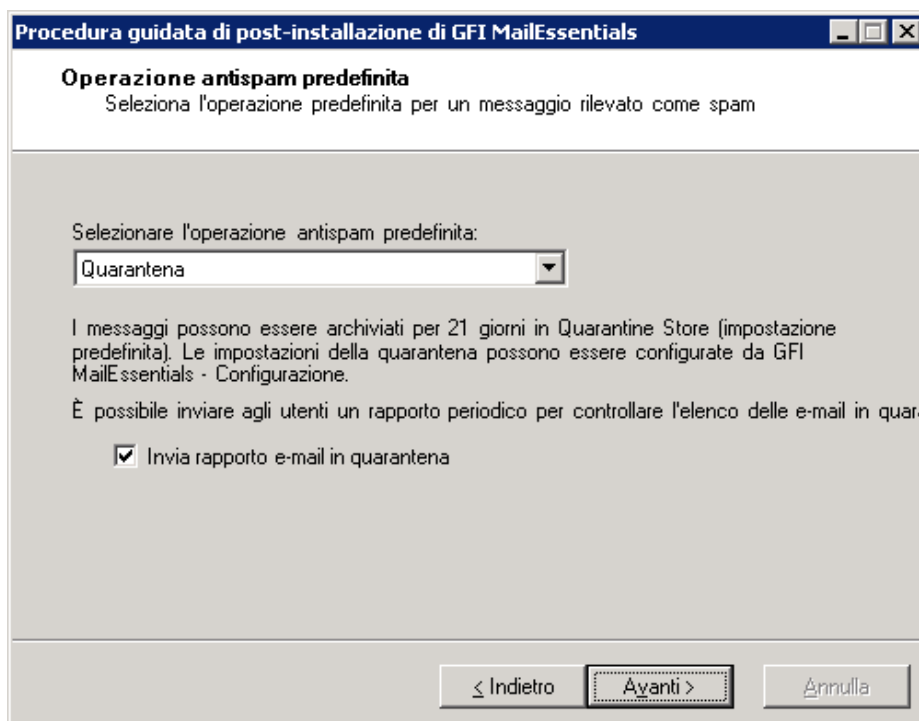 Procedura guidata di post-installazione di GFI MailEssentials
Operazione antispam predefinita
Seleziona l'operazione predefinita per un messaggio rilevato come spam
Selezionare l'operazione antispam predefinita:
Quarantena
I messaggi possono essere archiviati per 21 giorni in Quarantine Store (impostazione
predefinita). Le impostazioni della quarantena possono essere configurate da GFI
MailEssentials - Configurazione.
È possibile inviare agli utenti un rapporto periodico per controllare l'elenco delle e-mail in
Invia rapporto e-mail in quarantena
< Indietro
Avanti >
Annulla